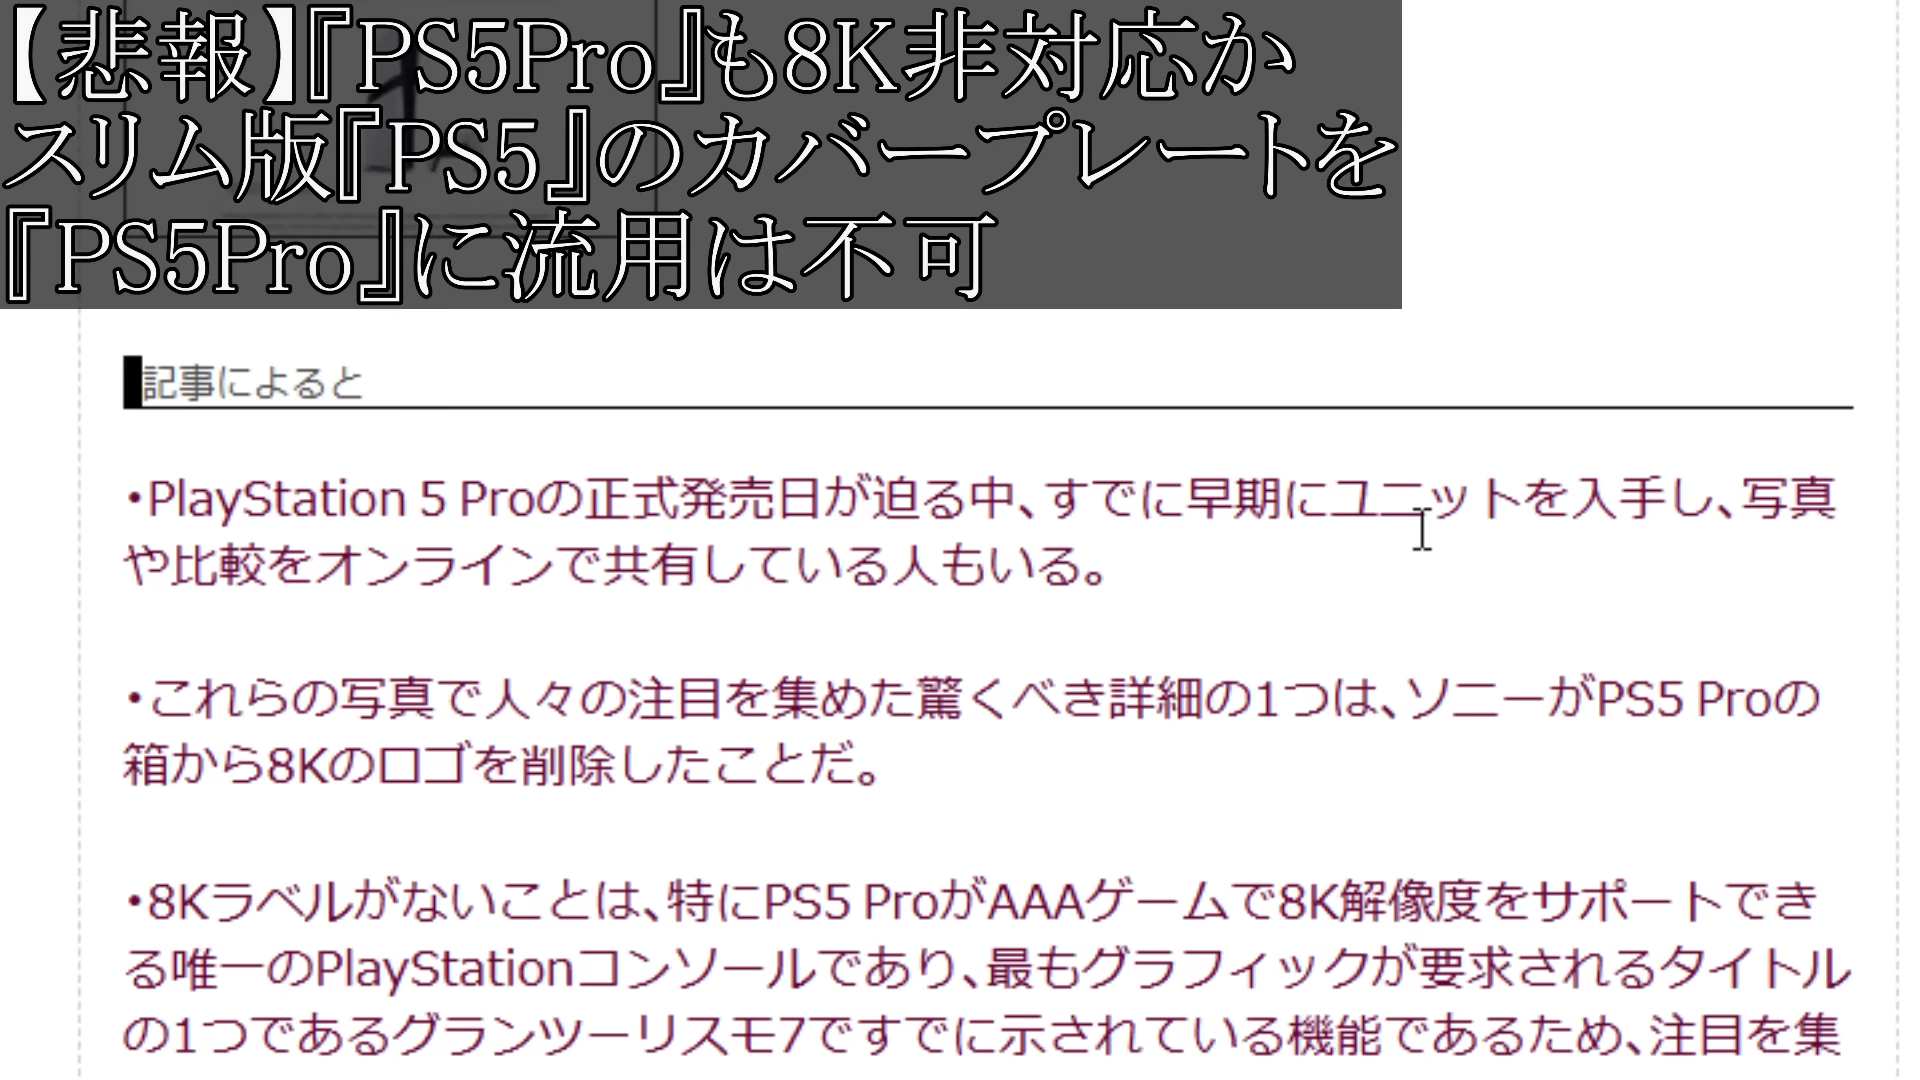 【悲報】『PS5Pro』も8K非対応か
スリム版『PS5』のカバープレートを
『PS5Pro』に流用は不可
記事によると
・PlayStation 5 Proの正式発売日が迫る中、すでに早期にユニットを入手し、写真
や比較をオンラインで共有している人もいる。
・これらの写真で人々の注目を集めた驚くべき詳細の1つは、ソニーがPS5 Proの
箱から8Kのロゴを削除したことだ。
・8Kラベルがないことは、特にPS5 ProがAAAゲームで8K解像度をサポートでき
る唯一のPlayStationコンソールであり、最もグラフィックが要求されるタイトル
の1つであるグランツーリスモ7ですでに示されている機能であるため、注目を集